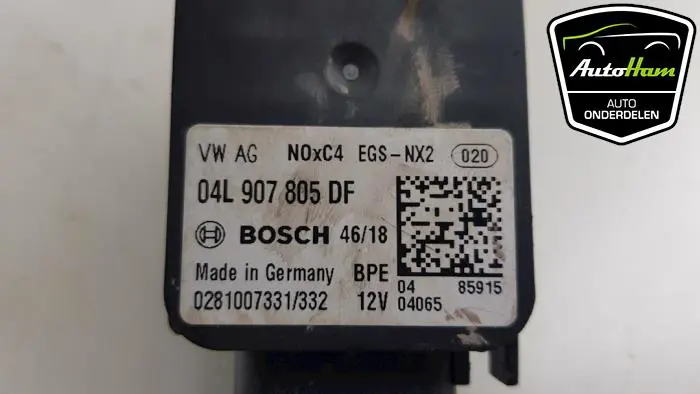 AutoHam
AUTO
ONDERDELEN
VW AG NOxC4 EGS-NX2 020
04L 907 805 DF
BOSCH 46/18
Made in Germany BPE
04 85915
0281007331/332 12V 04065